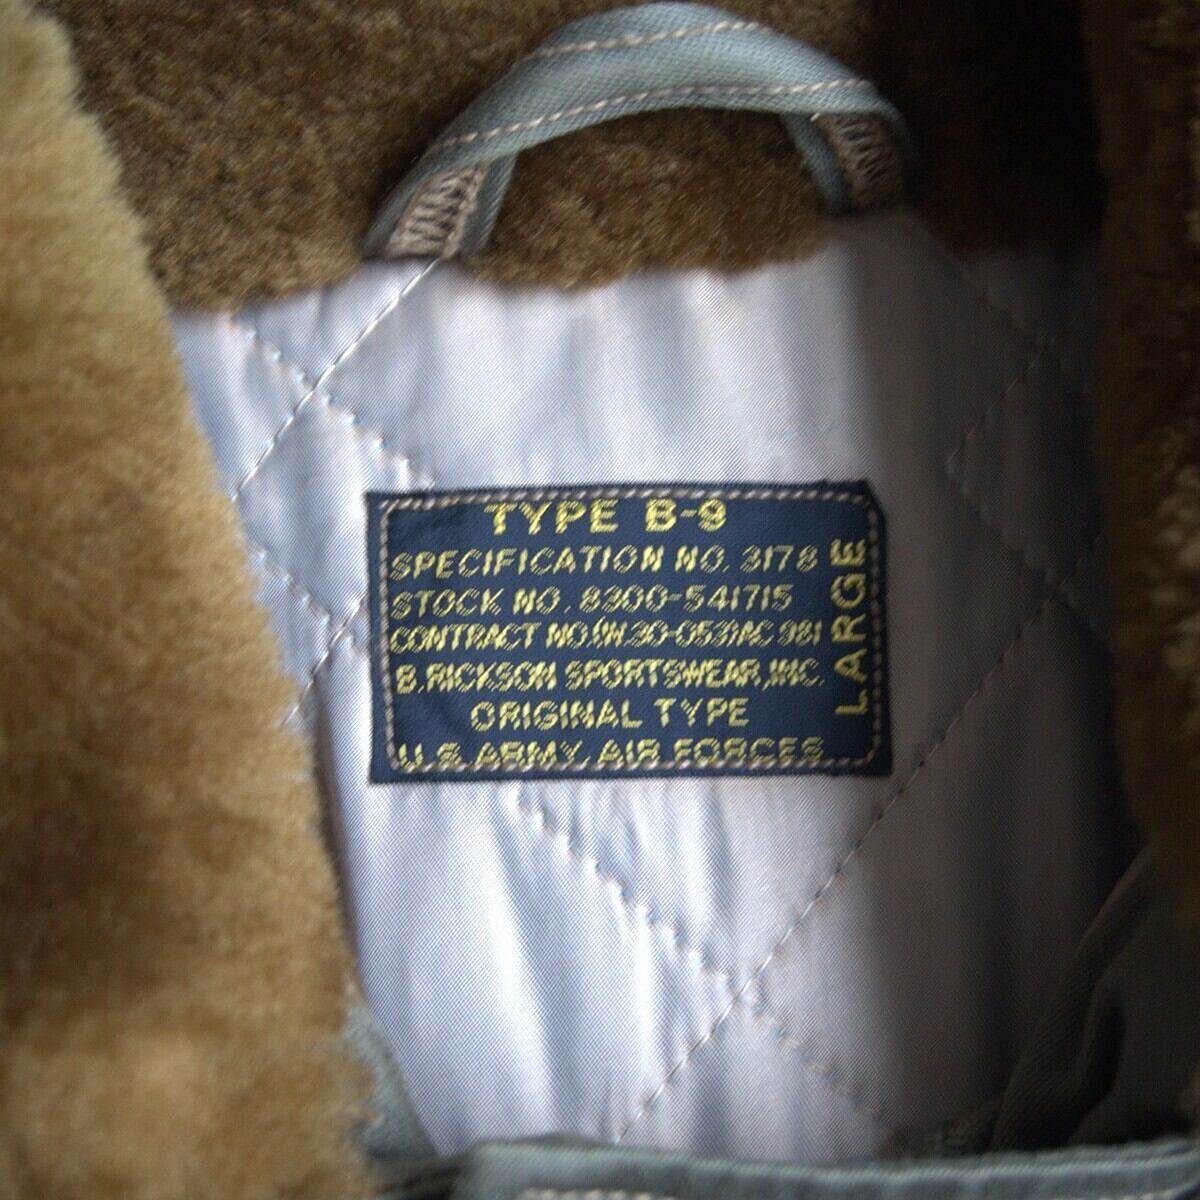 TYPE B-9
SPECIFICATION NO. 3178
STOCK NO. 8300-541715
CONTRACT NO.(W.30-053)AC 981
B. RICKSON SPORTSWEAR, INC.
ORIGINAL TYPE
U.S. ARMY AIR FORCES
LARGE